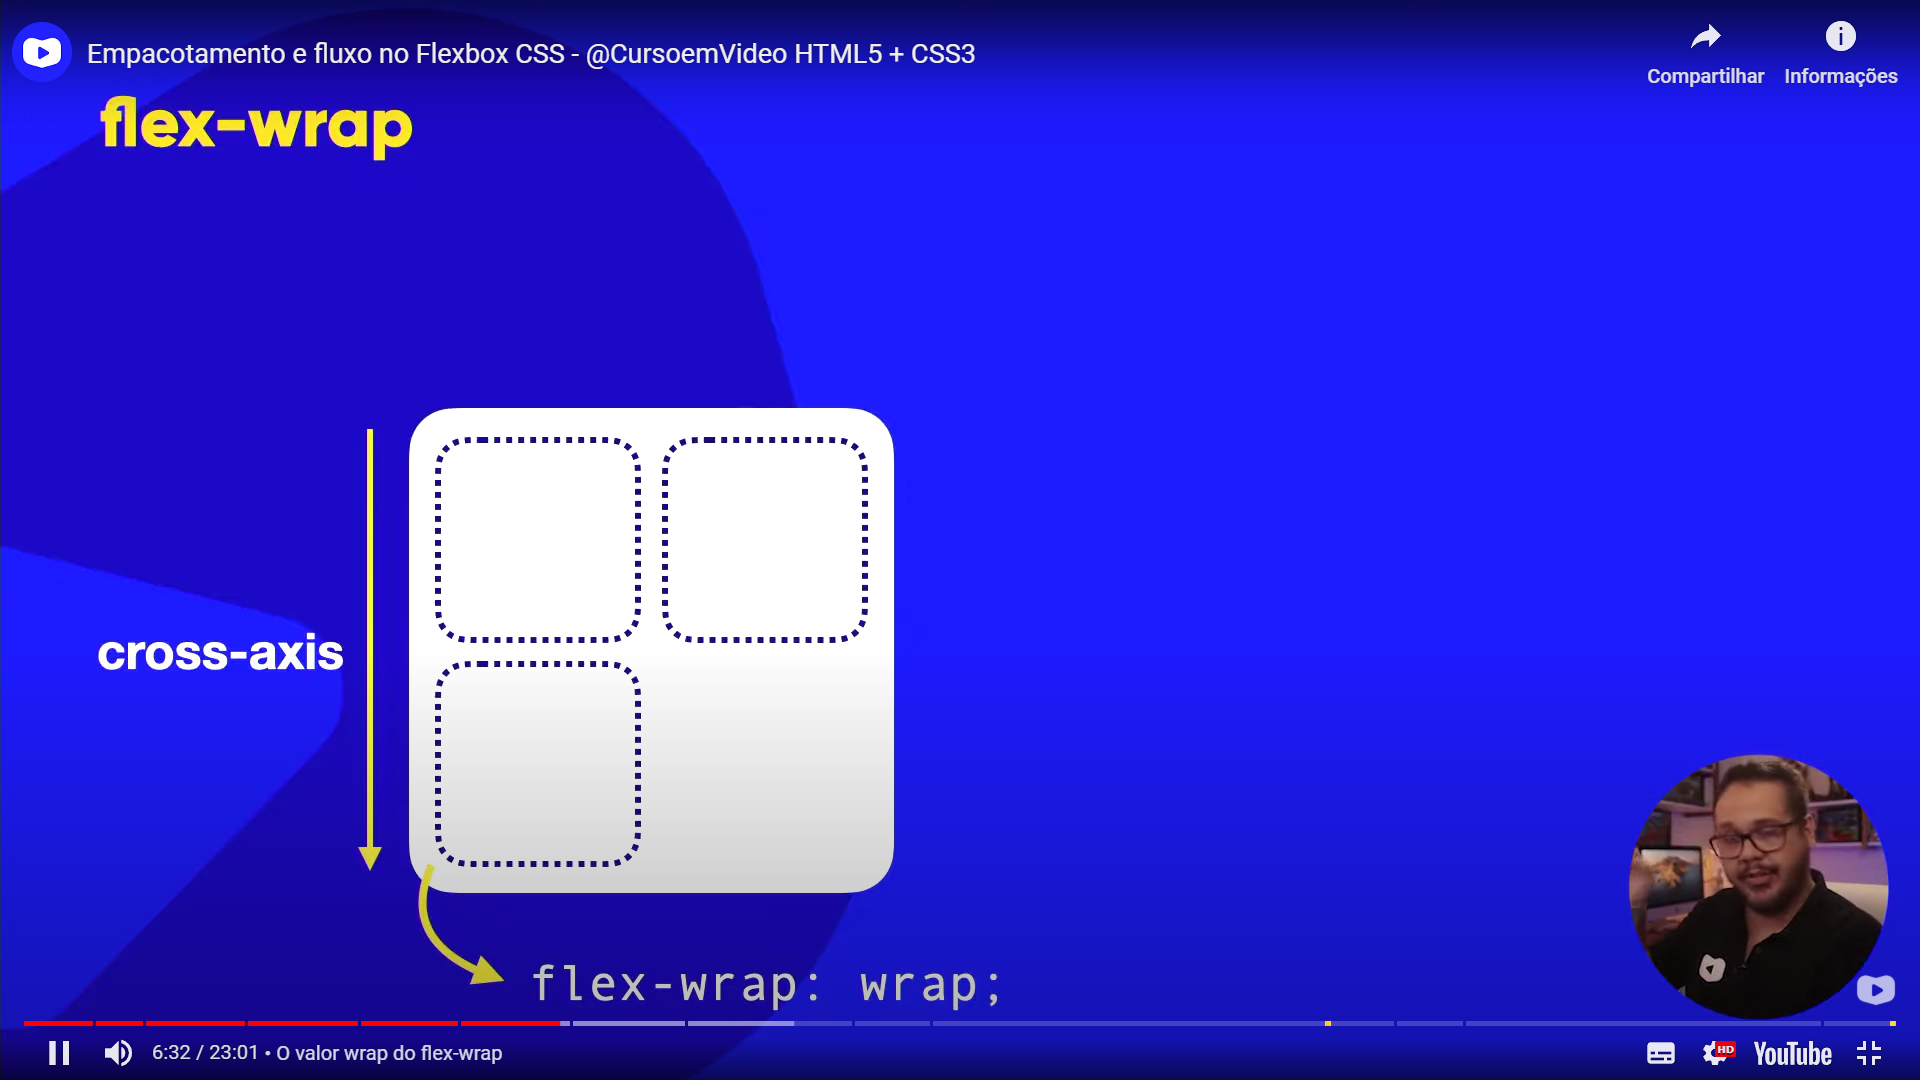 Empacotamento e fluxo no Flexbox CSS - @CursoemVideo HTML5 + CSS3
Compartilhar
Informações
flex-wrap
cross-axis
flex-wrap: wrap;
6:32 / 23:01 • O valor wrap do flex-wrap
HD
YouTube